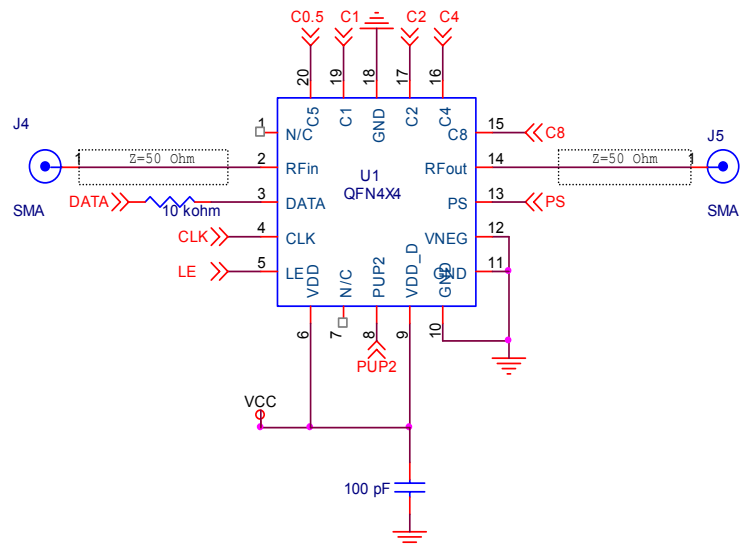 C0.5 C1 C2 C4
20 19 18 17 16
C5 C1 GND C2 C4
J4
1 N/C C8 15 C8
J5
1 Z=50 Ohm 2 RFin U1 RFout 14 Z=50 Ohm 1
QFN4X4
SMA DATA 10 kohm 3 DATA PS 13 PS SMA
CLK 4 CLK VNEG 12
LE 5 LE GND 11
VDD N/C PUP2 VDD_D GND
6 7 8 9 10
PUP2
VCC
100 pF